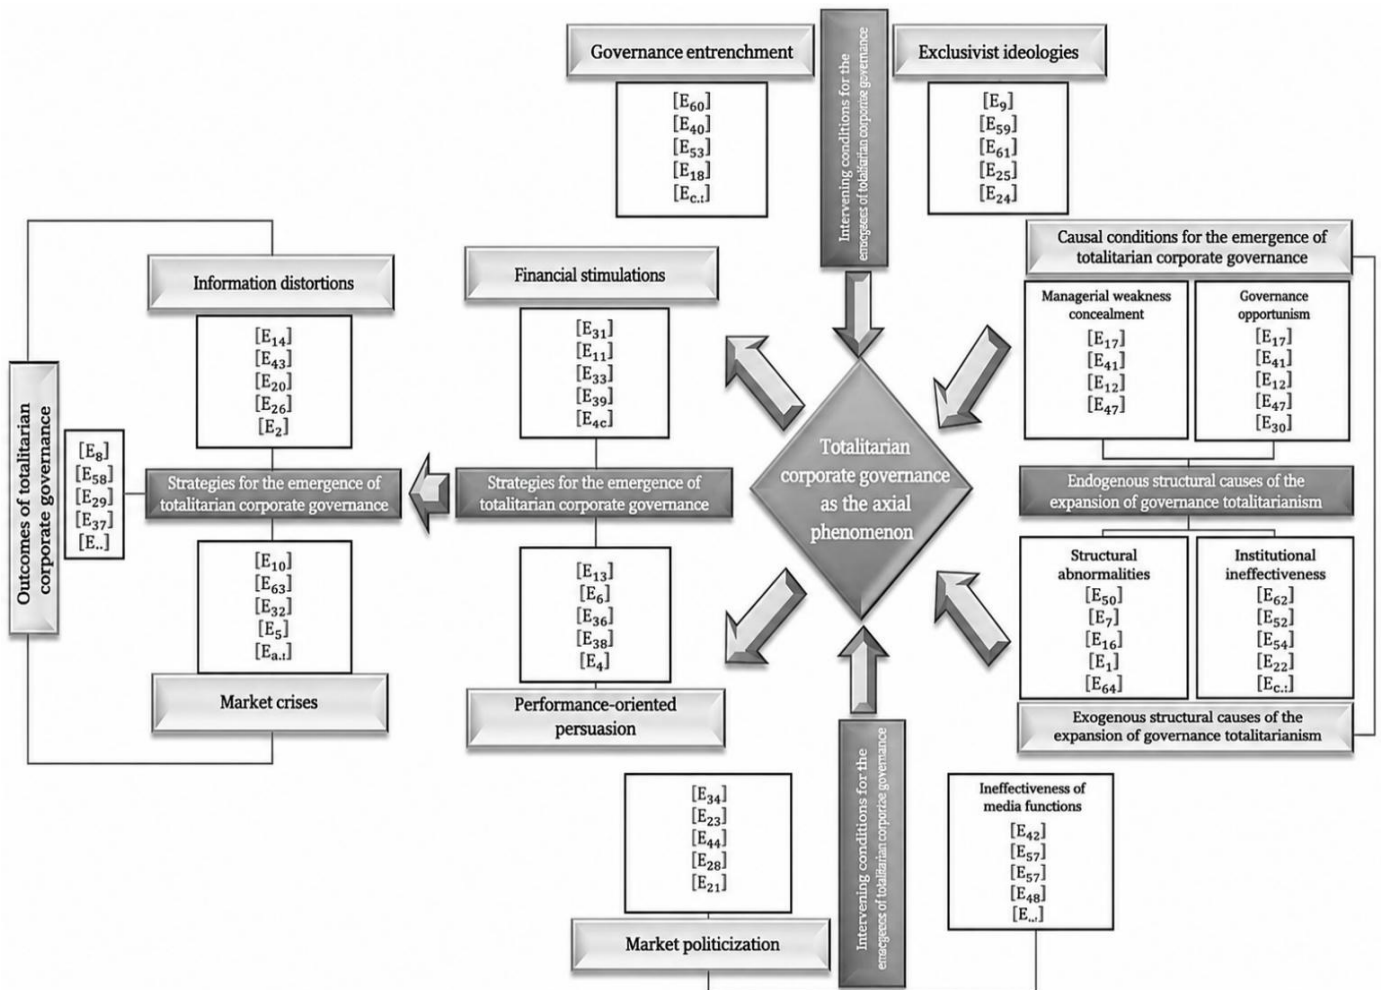 Governance entrenchment
[E₆₀]
[E₄₀]
[E₅₃]
[E₁₈]
[E_c.:]
Intervening conditions for the
of totalitarian governance
Exclusivist ideologies
[E₉]
[E₅₉]
[E₆₁]
[E₂₅]
[E₂₄]
Causal conditions for the emergence of
totalitarian corporate governance
Managerial weakness
concealment
[E₁₇]
[E₄₁]
[E₁₂]
[E₄₇]
Governance
opportunism
[E₁₇]
[E₄₁]
[E₁₂]
[E₄₇]
[E₃₀]
Endogenous structural causes of the
expansion of governance totalitarianism
Structural
abnormalities
[E₅₀]
[E₇]
[E₁₆]
[E₁]
[E₆₄]
Institutional
ineffectiveness
[E₆₂]
[E₅₂]
[E₅₄]
[E₂₂]
[E_c.:]
Exogenous structural causes of the
expansion of governance totalitarianism
Totalitarian
corporate governance
as the axial
phenomenon
Financial stimulations
[E₃₁]
[E₁₁]
[E₃₃]
[E₃₉]
[E₄c]
Strategies for the emergence of
totalitarian corporate governance
[E₁₃]
[E₆]
[E₃₆]
[E₃₈]
[E₄]
Performance-oriented
persuasion
Information distortions
[E₁₄]
[E₄₃]
[E₂₀]
[E₂₆]
[E₂]
Strategies for the emergence of
totalitarian corporate governance
[E₁₀]
[E₆₃]
[E₃₂]
[E₅]
[E_a.:]
Market crises
[E₈]
[E₅₈]
[E₂₉]
[E₃₇]
[E..]
Outcomes of totalitarian
corporate governance
[E₃₄]
[E₂₃]
[E₄₄]
[E₂₈]
[E₂₁]
Market politicization
Intervening conditions for the
of totalitarian governance
Ineffectiveness of
media functions
[E₄₂]
[E₅₇]
[E₅₇]
[E₄₈]
[E..]